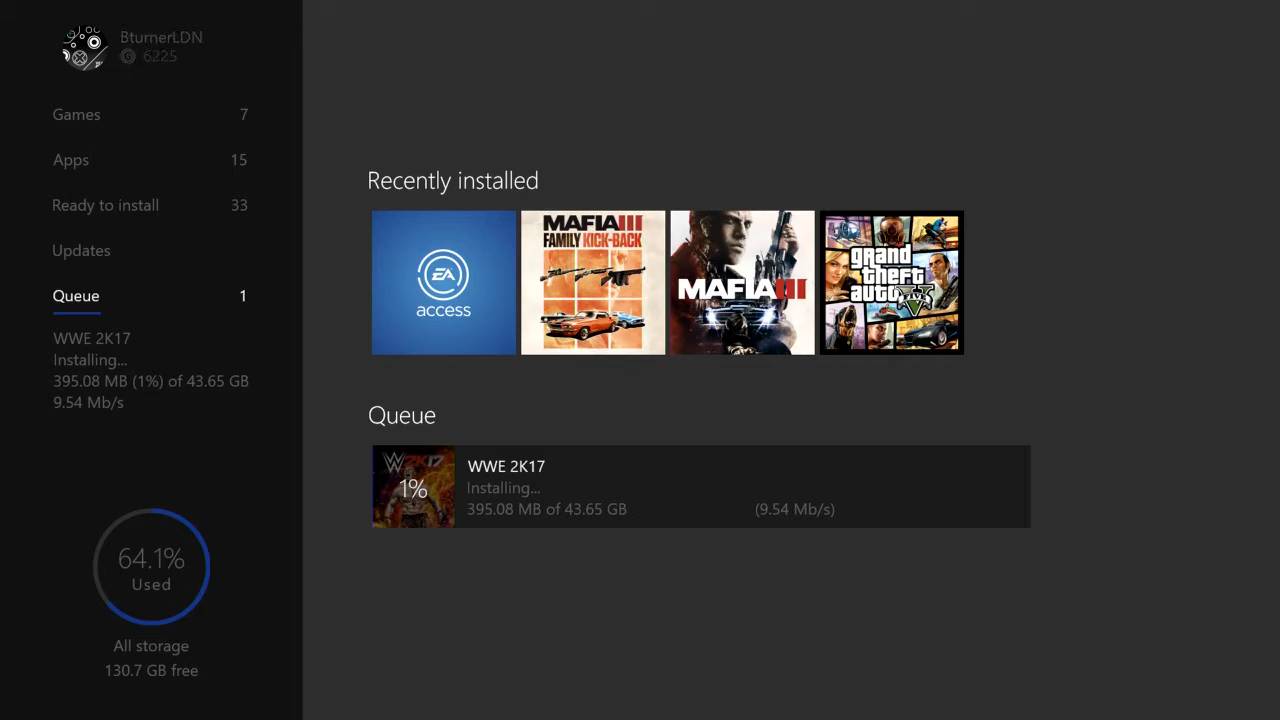 BturnerLDN
G 6225
Games 7
Apps 15
Ready to install 33
Updates
Queue 1
WWE 2K17
Installing...
395.08 MB (1%) of 43.65 GB
9.54 Mb/s
64.1%
Used
All storage
130.7 GB free
Recently installed
EA
access
MAFIA III
FAMILY KICK-BACK
MAFIA III
grand
theft
auto V
FIVE
Queue
W 2K17
1%
WWE 2K17
Installing...
395.08 MB of 43.65 GB (9.54 Mb/s)